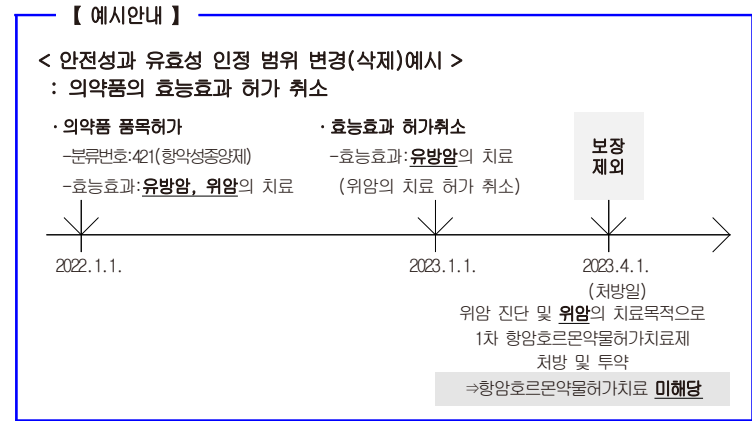 【 예시안내 】
< 안전성과 유효성 인정 범위 변경(삭제)예시 >
: 의약품의 효능효과 허가 취소
· 의약품 품목허가
-분류번호:421(항악성종양제)
-효능효과:유방암, 위암의 치료
· 효능효과 허가취소
-효능효과:유방암의 치료
(위암의 치료 허가 취소)
보장
제외
2022.1.1.
2023.1.1.
2023.4.1.
(처방일)
위암 진단 및 위암의 치료목적으로
1차 항암호르몬약물허가치료제
처방 및 투약
⇒항암호르몬약물허가치료 미해당